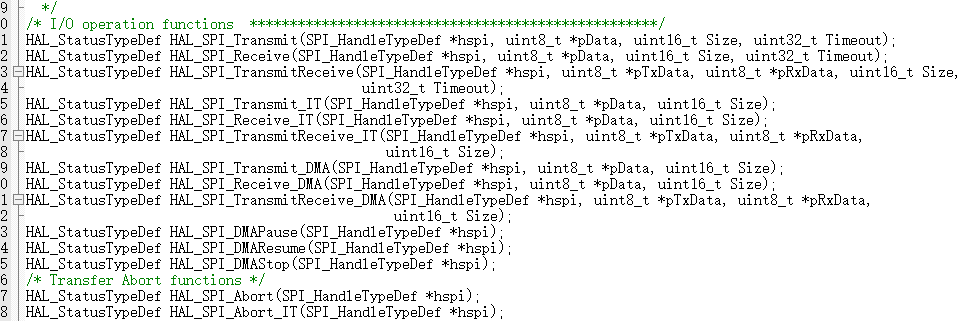 9 */
0 /* I/O operation functions ***************************************************/
1 HAL_StatusTypeDef HAL_SPI_Transmit(SPI_HandleTypeDef *hspi, uint8_t *pData, uint16_t Size, uint32_t Timeout);
2 HAL_StatusTypeDef HAL_SPI_Receive(SPI_HandleTypeDef *hspi, uint8_t *pData, uint16_t Size, uint32_t Timeout);
3 HAL_StatusTypeDef HAL_SPI_TransmitReceive(SPI_HandleTypeDef *hspi, uint8_t *pTxData, uint8_t *pRxData, uint16_t Size,
4 uint32_t Timeout);
5 HAL_StatusTypeDef HAL_SPI_Transmit_IT(SPI_HandleTypeDef *hspi, uint8_t *pData, uint16_t Size);
6 HAL_StatusTypeDef HAL_SPI_Receive_IT(SPI_HandleTypeDef *hspi, uint8_t *pData, uint16_t Size);
7 HAL_StatusTypeDef HAL_SPI_TransmitReceive_IT(SPI_HandleTypeDef *hspi, uint8_t *pTxData, uint8_t *pRxData,
8 uint16_t Size);
9 HAL_StatusTypeDef HAL_SPI_Transmit_DMA(SPI_HandleTypeDef *hspi, uint8_t *pData, uint16_t Size);
0 HAL_StatusTypeDef HAL_SPI_Receive_DMA(SPI_HandleTypeDef *hspi, uint8_t *pData, uint16_t Size);
1 HAL_StatusTypeDef HAL_SPI_TransmitReceive_DMA(SPI_HandleTypeDef *hspi, uint8_t *pTxData, uint8_t *pRxData,
2 uint16_t Size);
3 HAL_StatusTypeDef HAL_SPI_DMAPause(SPI_HandleTypeDef *hspi);
4 HAL_StatusTypeDef HAL_SPI_DMAResume(SPI_HandleTypeDef *hspi);
5 HAL_StatusTypeDef HAL_SPI_DMAStop(SPI_HandleTypeDef *hspi);
6 /* Transfer Abort functions */
7 HAL_StatusTypeDef HAL_SPI_Abort(SPI_HandleTypeDef *hspi);
8 HAL_StatusTypeDef HAL_SPI_Abort_IT(SPI_HandleTypeDef *hspi);